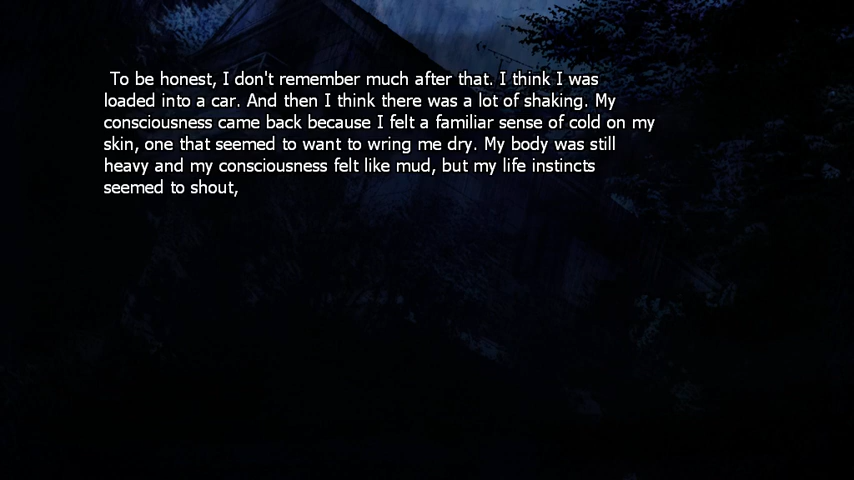 To be honest, I don't remember much after that. I think I was
loaded into a car. And then I think there was a lot of shaking. My
consciousness came back because I felt a familiar sense of cold on my
skin, one that seemed to want to wring me dry. My body was still
heavy and my consciousness felt like mud, but my life instincts
seemed to shout,